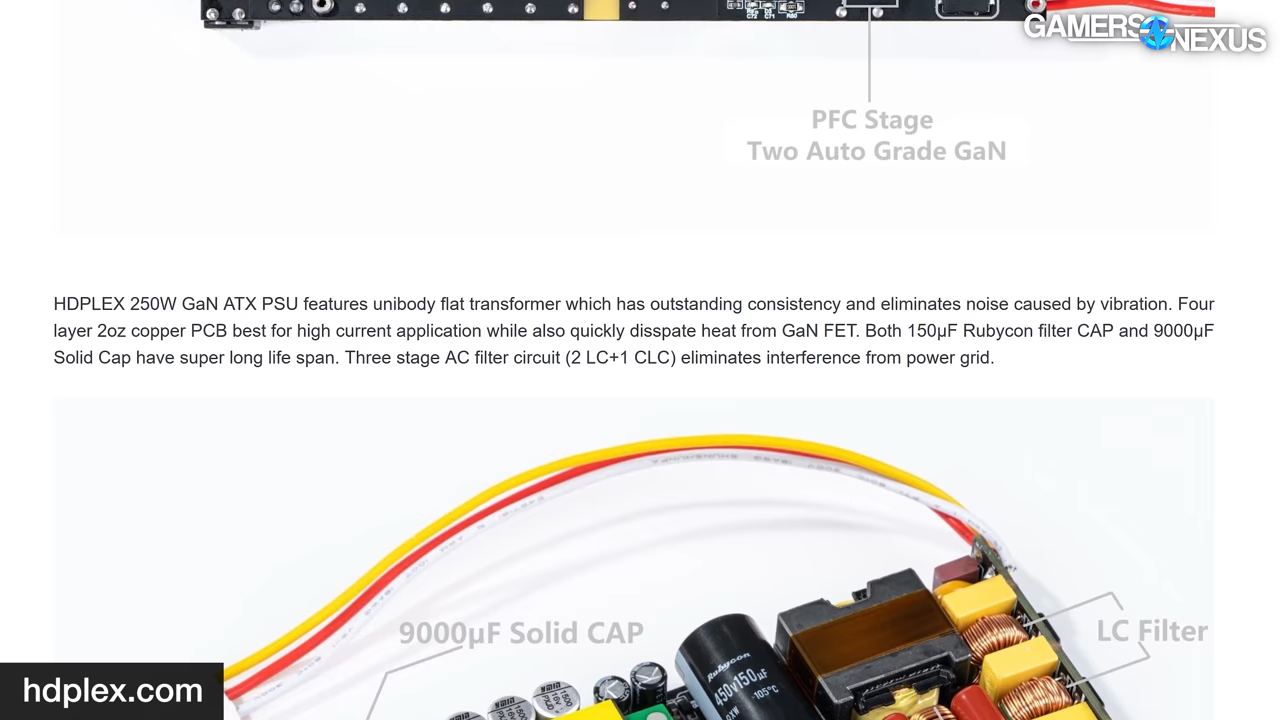 GAMERS NEXUS
PFC Stage
Two Auto Grade GaN
HDPLEX 250W GaN ATX PSU features unibody flat transformer which has outstanding consistency and eliminates noise caused by vibration. Four
layer 2oz copper PCB best for high current application while also quickly disspate heat from GaN FET. Both 150µF Rubycon filter CAP and 9000µF
Solid Cap have super long life span. Three stage AC filter circuit (2 LC+1 CLC) eliminates interference from power grid.
9000µF Solid CAP
LC Filter
Rubycon
450v150µF
-105°C
hdplex.com